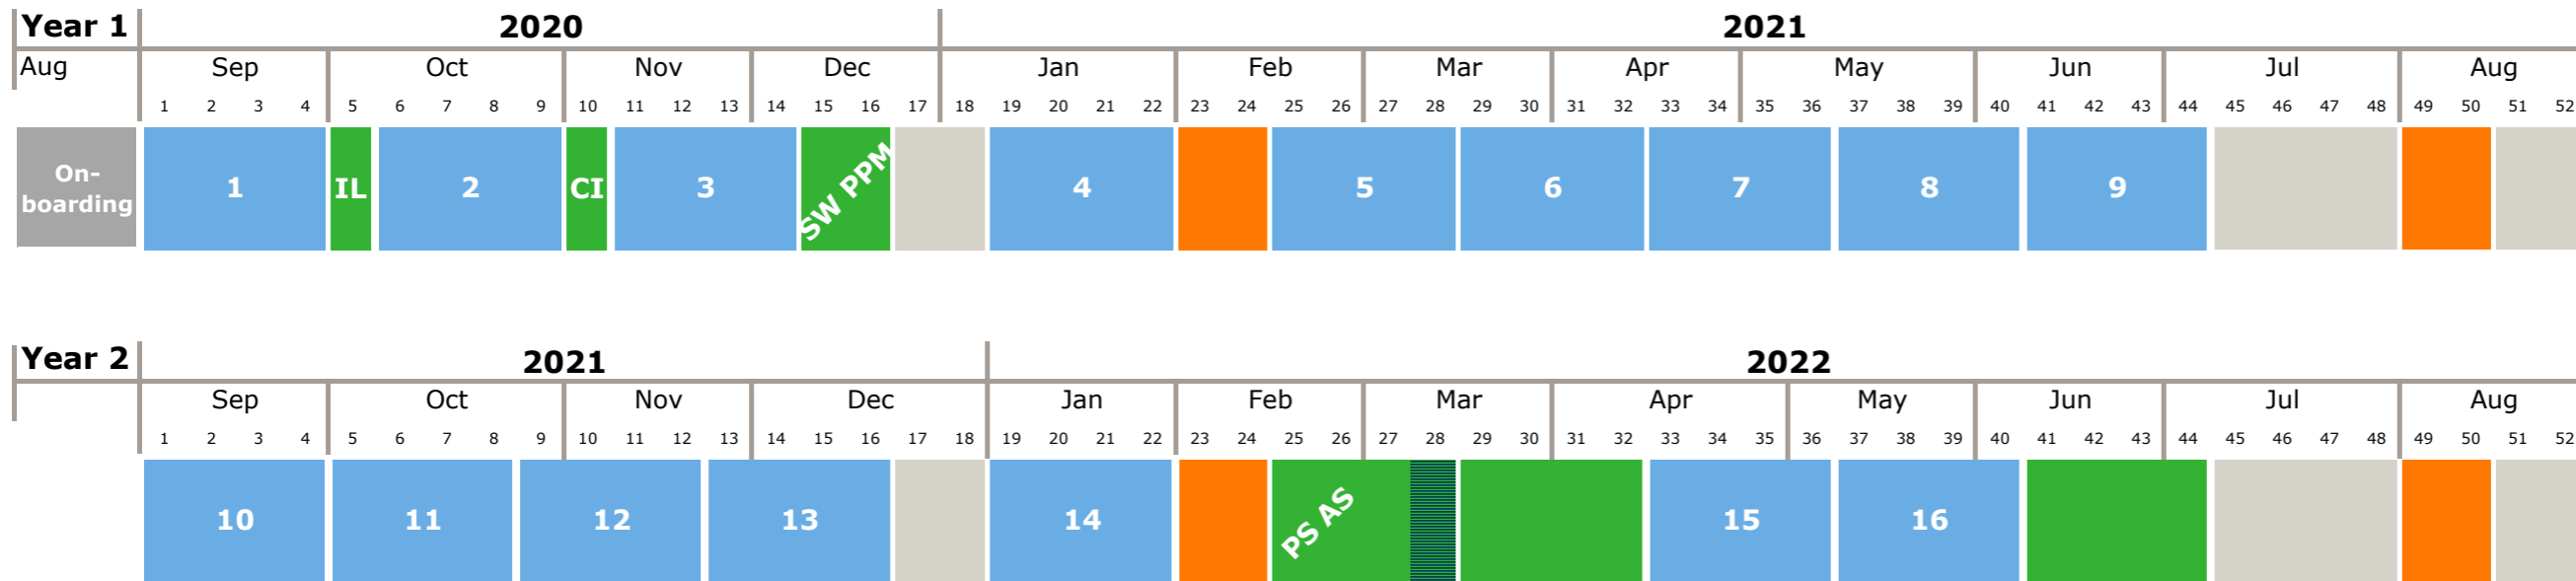 Year 1 2020 2021
Aug Sep Oct Nov Dec Jan Feb Mar Apr May Jun Jul Aug
1 2 3 4 5 6 7 8 9 10 11 12 13 14 15 16 17 18 19 20 21 22 23 24 25 26 27 28 29 30 31 32 33 34 35 36 37 38 39 40 41 42 43 44 45 46 47 48 49 50 51 52
On-
boarding
1 IL 2 CI 3 SW PPM 4 5 6 7 8 9
Year 2 2021 2022
Sep Oct Nov Dec Jan Feb Mar Apr May Jun Jul Aug
1 2 3 4 5 6 7 8 9 10 11 12 13 14 15 16 17 18 19 20 21 22 23 24 25 26 27 28 29 30 31 32 33 34 35 36 37 38 39 40 41 42 43 44 45 46 47 48 49 50 51 52
10 11 12 13 14 PS AS 15 16